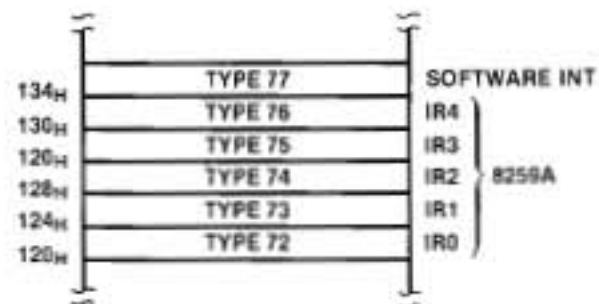 TYPE 77 SOFTWARE INT
134H
TYPE 76 IR4
130H
TYPE 75 IR3
120H
TYPE 74 IR2 8259A
128H
TYPE 73 IR1
124H
TYPE 72 IR0
120H